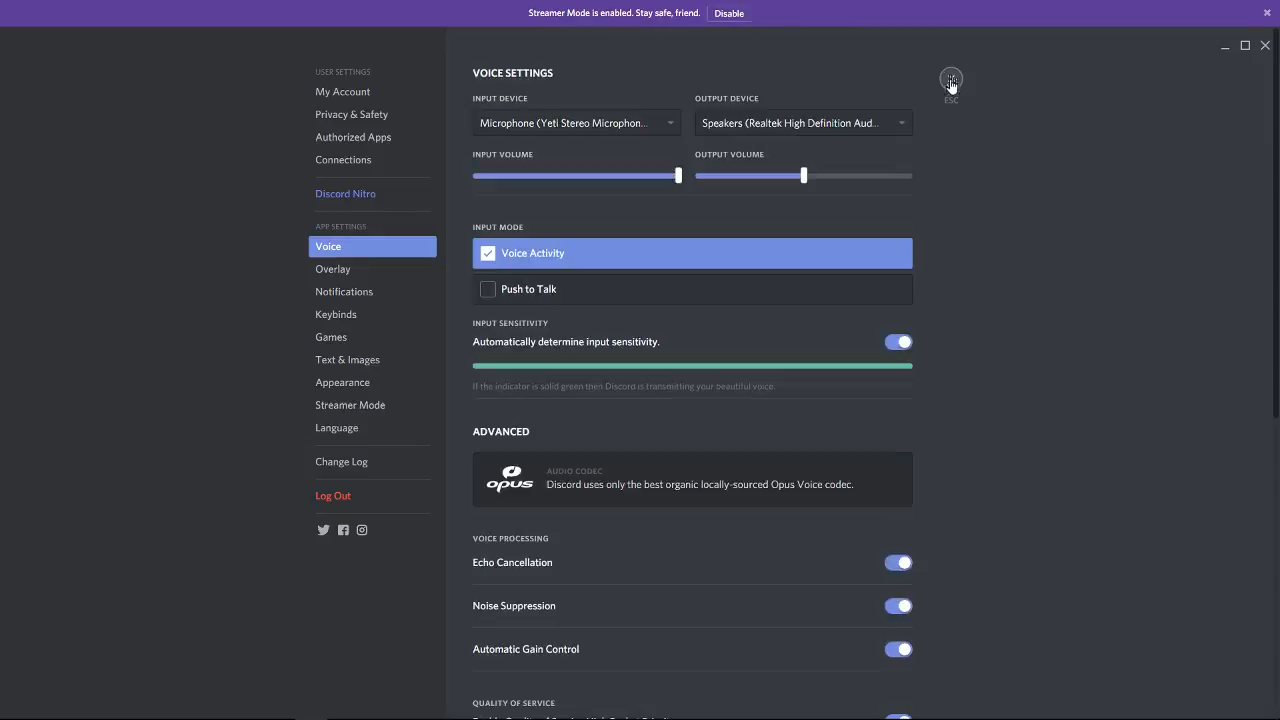 Streamer Mode is enabled. Stay safe, friend. Disable
USER SETTINGS
My Account
Privacy & Safety
Authorized Apps
Connections
Discord Nitro
APP SETTINGS
Voice
Overlay
Notifications
Keybinds
Games
Text & Images
Appearance
Streamer Mode
Language
Change Log
Log Out
VOICE SETTINGS
INPUT DEVICE
OUTPUT DEVICE
Microphone (Yeti Stereo Microphon...
Speakers (Realtek High Definition Aud...
INPUT VOLUME
OUTPUT VOLUME
INPUT MODE
Voice Activity
Push to Talk
INPUT SENSITIVITY
Automatically determine input sensitivity.
If the indicator is solid green then Discord is transmitting your beautiful voice.
ADVANCED
opus
AUDIO CODEC
Discord uses only the best organic locally-sourced Opus Voice codec.
VOICE PROCESSING
Echo Cancellation
Noise Suppression
Automatic Gain Control
QUALITY OF SERVICE
ESC